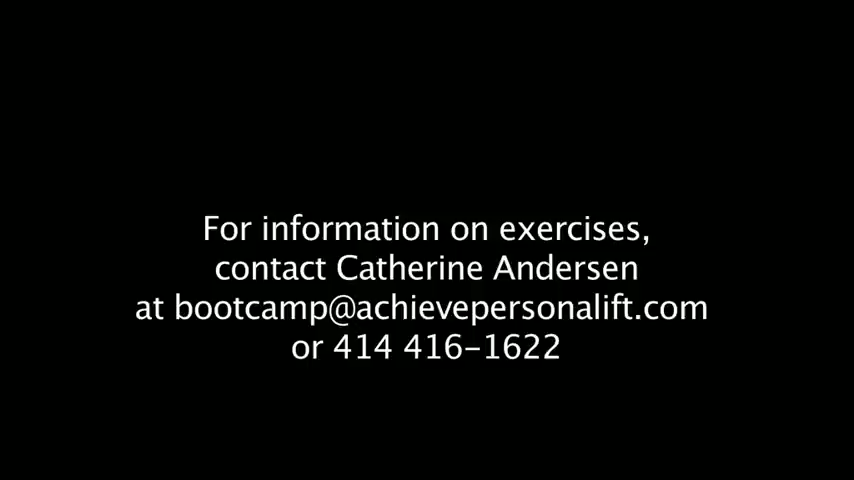 For information on exercises,
contact Catherine Andersen
at bootcamp@achievepersonalift.com
or 414 416-1622